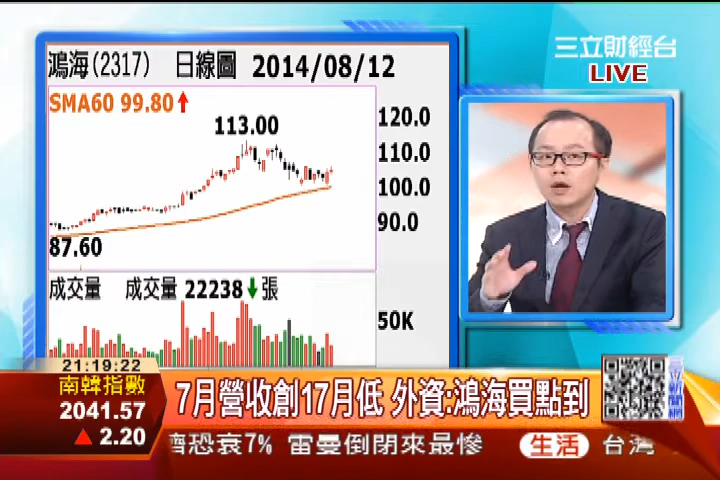 鴻海(2317) 日線圖 2014/08/12
三立財經台
LIVE
SMA60 99.80
113.00
120.0
110.0
100.0
90.0
87.60
成交量 成交量 22238 張
50K
21:19:22
南韓指數
2041.57
2.20
7月營收創17月低 外資:鴻海買點到
濟恐衰7% 雷曼倒閉來最慘 生活 台灣